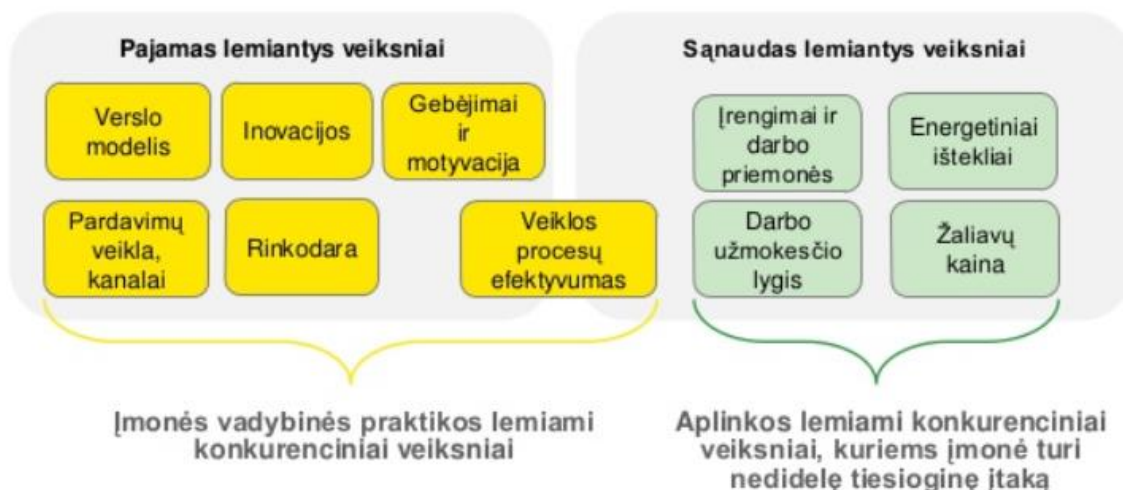 Pajamas lemiantys veiksniai
Verslo
modelis
Inovacijos
Gebėjimai
ir
motyvacija
Pardavimų
veikla,
kanalai
Rinkodara
Veiklos
procesų
efektyvumas
Sąnaudas lemiantys veiksniai
Įrengimai ir
darbo
priemonės
Energetiniai
ištekliai
Darbo
užmokesčio
lygis
Žaliavų
kaina
Įmonės vadybinės praktikos lemiami
konkurenciniai veiksniai
Aplinkos lemiami konkurenciniai
veiksniai, kuriems įmonė turi
nedidelę tiesioginę įtaką